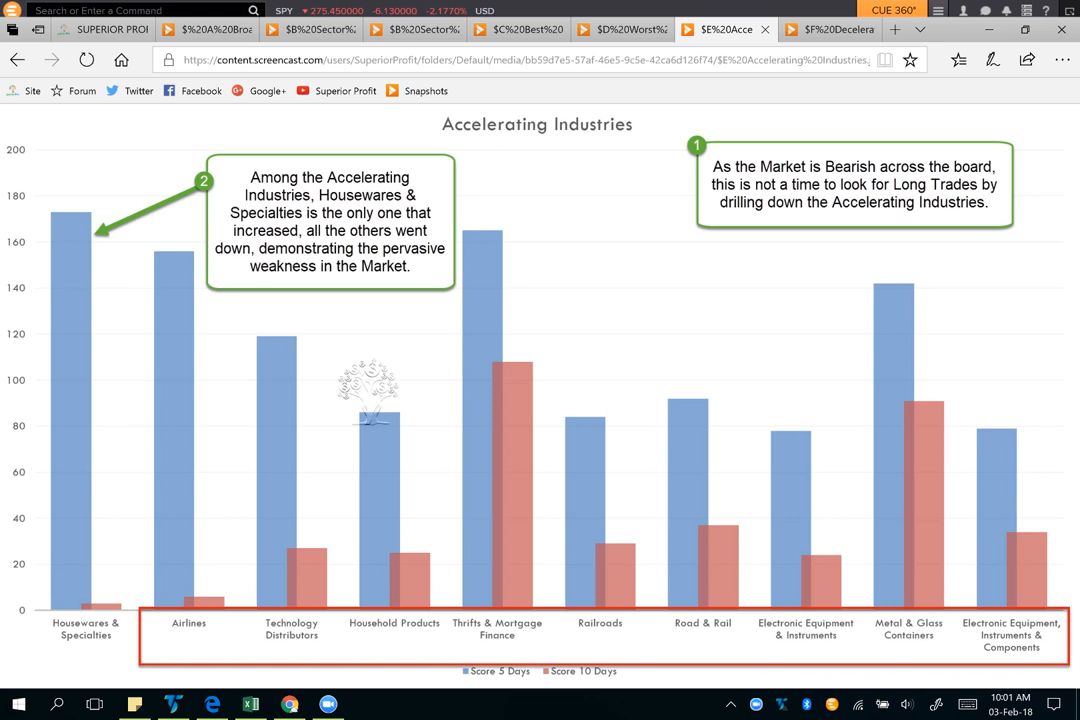 Search or Enter a Command
SPY ▼ 275.450000 -6.130000 -2.1770% USD
CUE 360°
SUPERIOR PROF
$%20A%20Broa
$B%20Sector%
$B%20Sector%2
$C%20Best%20
$D%20Worst%2
$E%20Acce
$F%20Decelera
https://content.screencast.com/users/SuperiorProfit/folders/Default/media/bb59d7e5-57af-46e5-9c5e-42ca6d126f74/$E%20Accelerating%20Industries.
Site
Forum
Twitter
Facebook
Google+
Superior Profit
Snapshots
Accelerating Industries
1
As the Market is Bearish across the board,
this is not a time to look for Long Trades by
drilling down the Accelerating Industries.
2
Among the Accelerating
Industries, Housewares &
Specialties is the only one that
increased, all the others went
down, demonstrating the pervasive
weakness in the Market.
200
180
160
140
120
100
80
60
40
20
0
Housewares &
Specialties
Airlines
Technology
Distributors
Household Products
Thrifts & Mortgage
Finance
Railroads
Road & Rail
Electronic Equipment
& Instruments
Metal & Glass
Containers
Electronic Equipment,
Instruments &
Components
Score 5 Days
Score 10 Days
10:01 AM
03-Feb-18